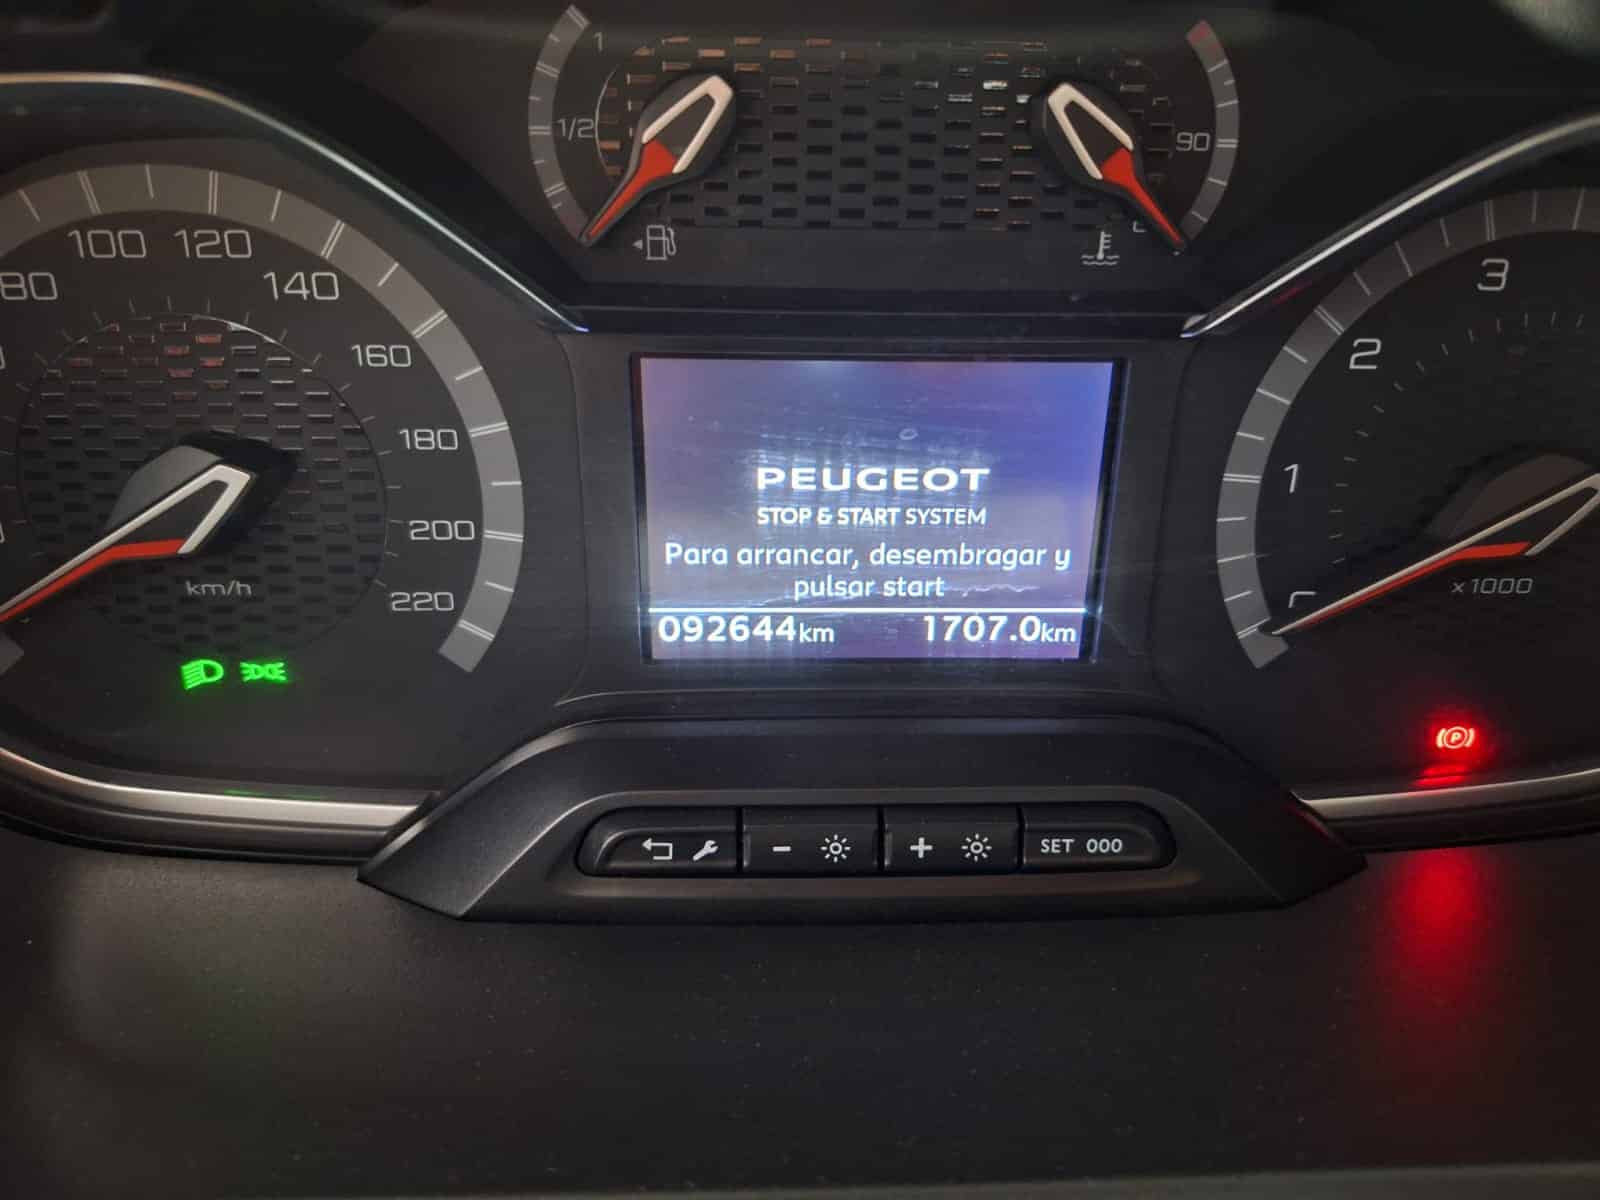 1
1/2
90
80
100
120
140
160
180
200
220
km/h
1
2
3
x1000
PEUGEOT
STOP & START SYSTEM
Para arrancar, desembragar y
pulsar start
092644km 1707.0km
P
SET 000